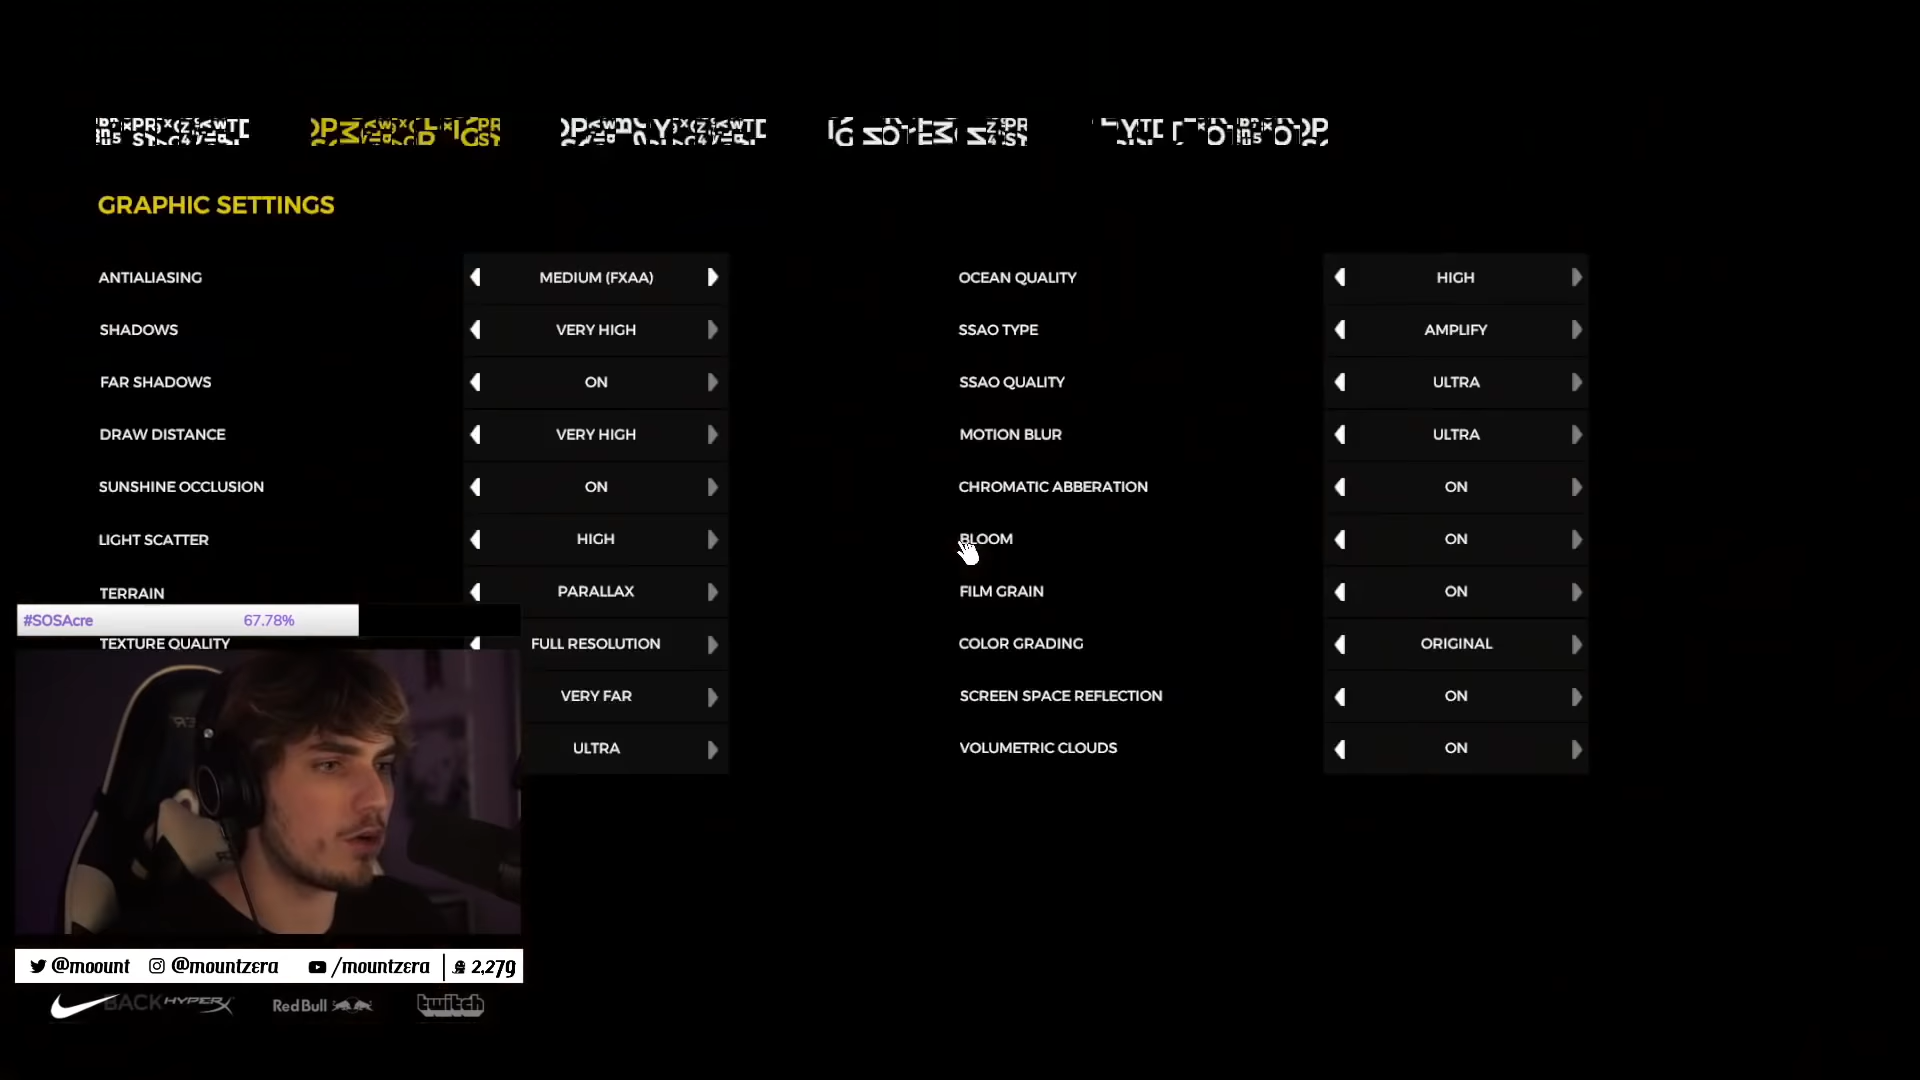 GRAPHIC SETTINGS
ANTIALIASING MEDIUM (FXAA) OCEAN QUALITY HIGH
SHADOWS VERY HIGH SSAO TYPE AMPLIFY
FAR SHADOWS ON SSAO QUALITY ULTRA
DRAW DISTANCE VERY HIGH MOTION BLUR ULTRA
SUNSHINE OCCLUSION ON CHROMATIC ABBERATION ON
LIGHT SCATTER HIGH BLOOM ON
TERRAIN PARALLAX FILM GRAIN ON
#SOSAcre 67.78%
TEXTURE QUALITY FULL RESOLUTION COLOR GRADING ORIGINAL
VERY FAR SCREEN SPACE REFLECTION ON
ULTRA VOLUMETRIC CLOUDS ON
@moount @mountzera /mountzera 2,279
BACK HYPERX Red Bull twitch